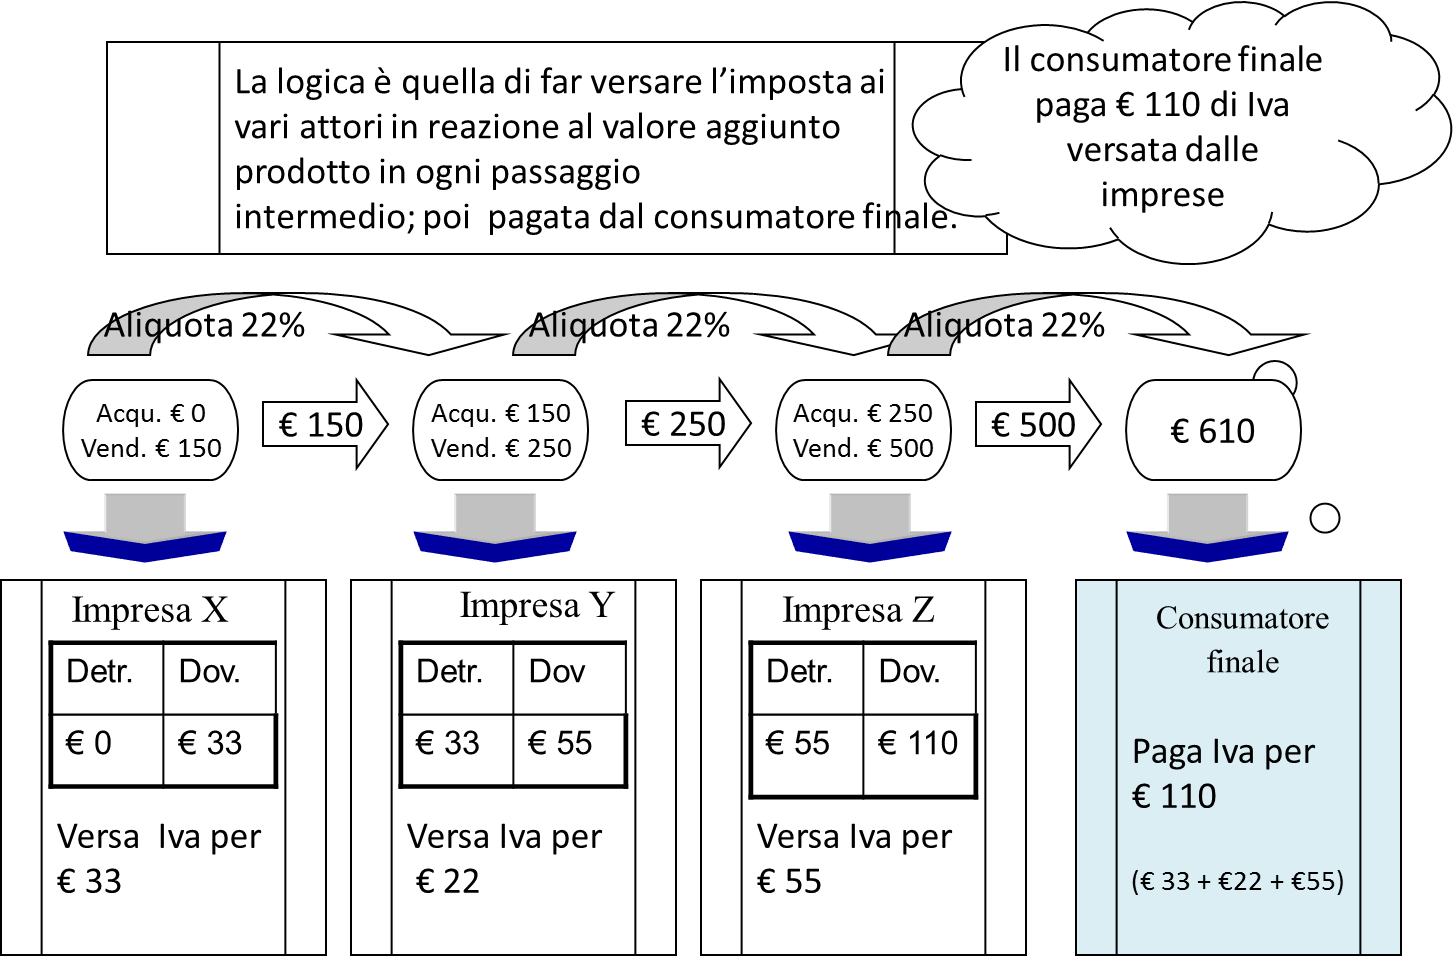 La logica è quella di far versare l’imposta ai
vari attori in reazione al valore aggiunto
prodotto in ogni passaggio
intermedio; poi  pagata dal consumatore finale.
Il consumatore finale
paga € 110 di Iva
versata dalle
imprese
Aliquota 22%
Aliquota 22%
Aliquota 22%
Acqu. € 0
Vend. € 150
€ 150
Acqu. € 150
Vend. € 250
€ 250
Acqu. € 250
Vend. € 500
€ 500
€ 610
Impresa X
Detr. Dov.
€ 0 € 33
Versa  Iva per
€ 33
Impresa Y
Detr. Dov
€ 33 € 55
Versa Iva per
€ 22
Impresa Z
Detr. Dov.
€ 55 € 110
Versa Iva per
€ 55
Consumatore
finale
Paga Iva per
€ 110
(€ 33 + €22 + €55)